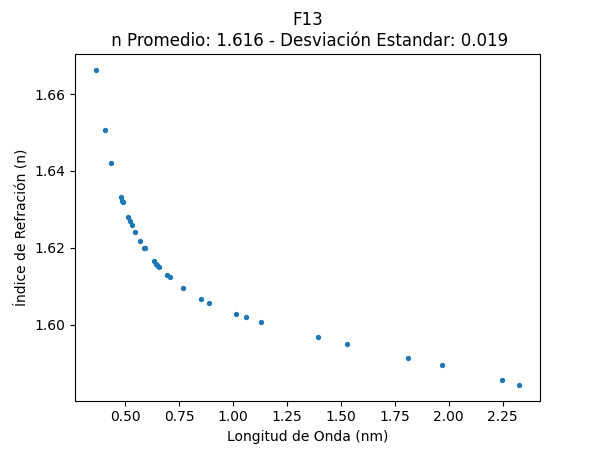 F13
n Promedio: 1.616 - Desviación Estandar: 0.019
Índice de Refración (n)
1.66
1.64
1.62
1.60
0.50 0.75 1.00 1.25 1.50 1.75 2.00 2.25
Longitud de Onda (nm)